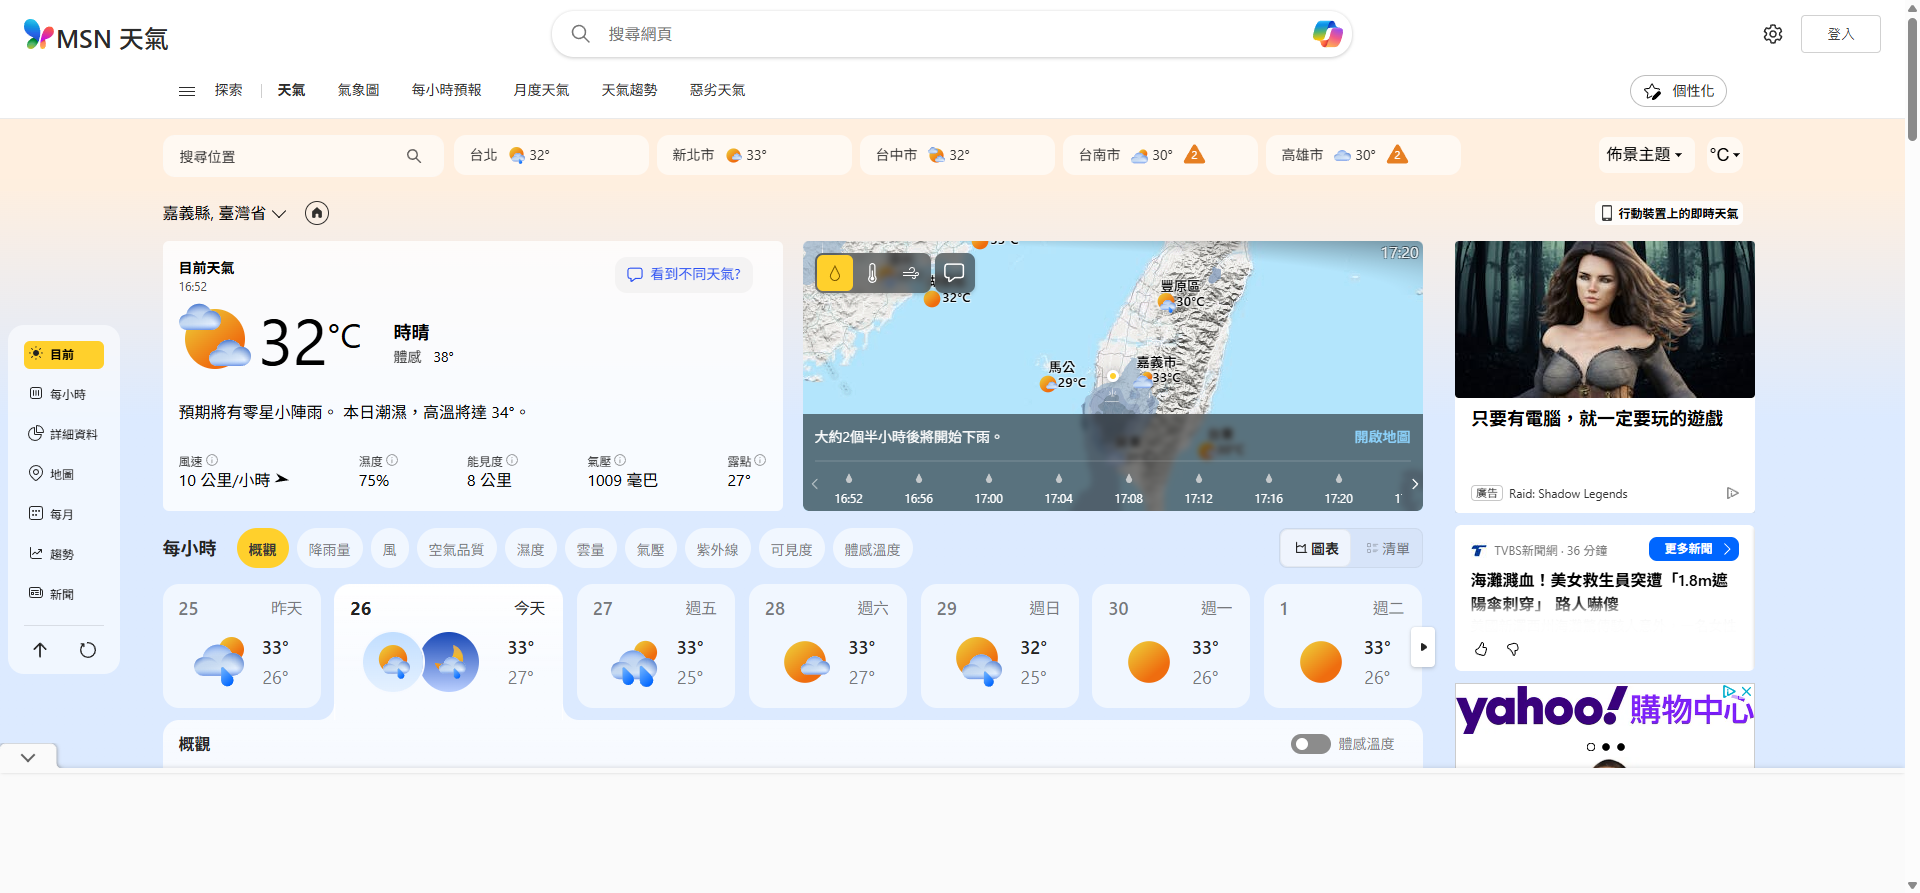 MSN 天氣
搜尋網頁
登入
探索
天氣
氣象圖
每小時預報
月度天氣
天氣趨勢
惡劣天氣
個性化
搜尋位置
台北 32°
新北市 33°
台中市 32°
台南市 30° 2
高雄市 30° 2
佈景主題
°C
嘉義縣, 臺灣省
行動裝置上的即時天氣
目前天氣
16:52
看到不同天氣?
32°C
時晴
體感 38°
預期將有零星小陣雨。 本日潮濕，高溫將達 34°。
風速
10 公里/小時
濕度
75%
能見度
8 公里
氣壓
1009 毫巴
露點
27°
17:20
32°C
豐原區
30°C
馬公
29°C
嘉義市
33°C
大約2個半小時後將開始下雨。
開啟地圖
16:52
16:56
17:00
17:04
17:08
17:12
17:16
17:20
只要有電腦，就一定要玩的遊戲
廣告 Raid: Shadow Legends
目前
每小時
詳細資料
地圖
每月
趨勢
新聞
每小時
概觀
降雨量
風
空氣品質
濕度
雲量
氣壓
紫外線
可見度
體感溫度
圖表
清單
25 昨天
33°
26°
26 今天
33°
27°
27 週五
33°
25°
28 週六
33°
27°
29 週日
32°
25°
30 週一
33°
26°
1 週二
33°
26°
TVBS新聞網 · 36 分鐘
更多新聞
海灘濺血！美女救生員突遭「1.8m遮
陽傘刺穿」 路人嚇傻
yahoo! 購物中心
概觀
體感溫度